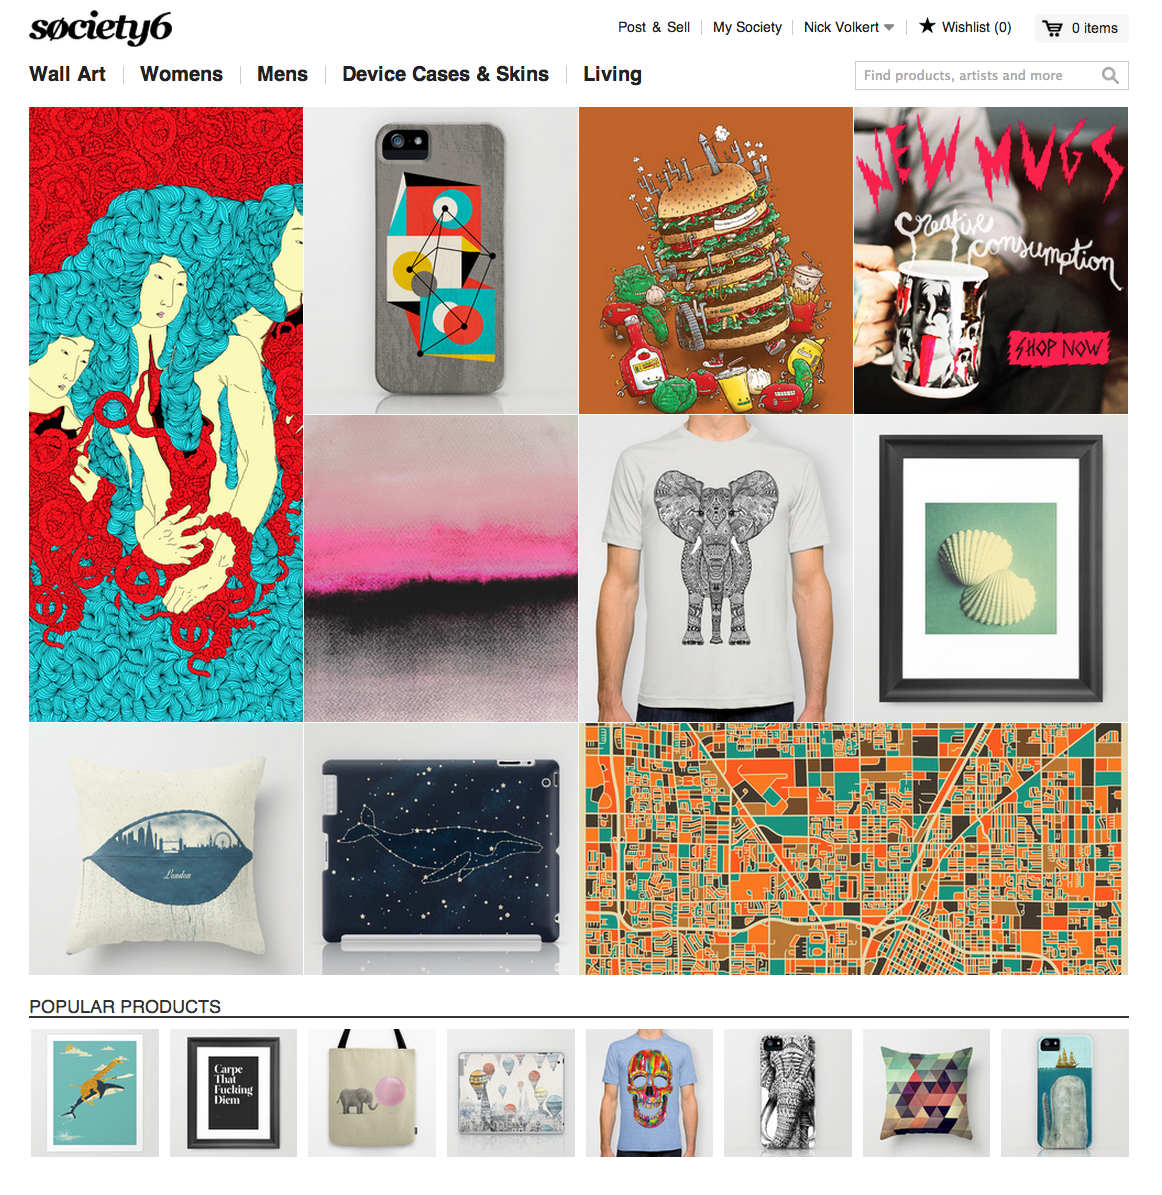 søciety6
Post & Sell
My Society
Nick Volkert
Wishlist (0)
0 items
Wall Art
Womens
Mens
Device Cases & Skins
Living
Find products, artists and more
NEW MUGS
Creative
consumption
SHOP NOW
London
POPULAR PRODUCTS
Carpe
That
Fucking
Diem